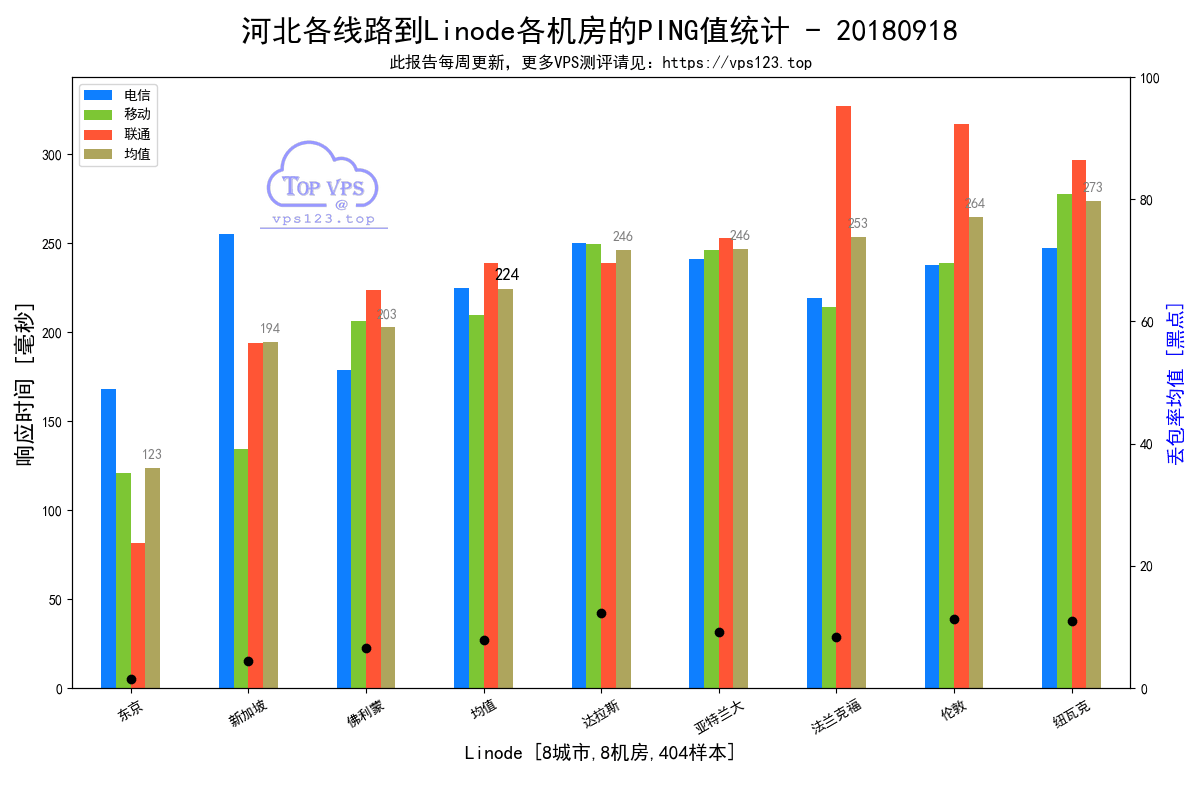 河北各线路到Linode各机房的PING值统计 - 20180918
此报告每周更新，更多VPS测评请见：https://vps123.top
电信
移动
联通
均值
TOP VPS
@
vps123.top
响应时间 [毫秒]
300
250
200
150
100
50
0
100
80
60
40
20
0
丢包率均值 [黑点]
123
194
203
224
246
246
253
264
273
东京
新加坡
佛利蒙
均值
达拉斯
亚特兰大
法兰克福
伦敦
纽瓦克
Linode [8城市,8机房,404样本]